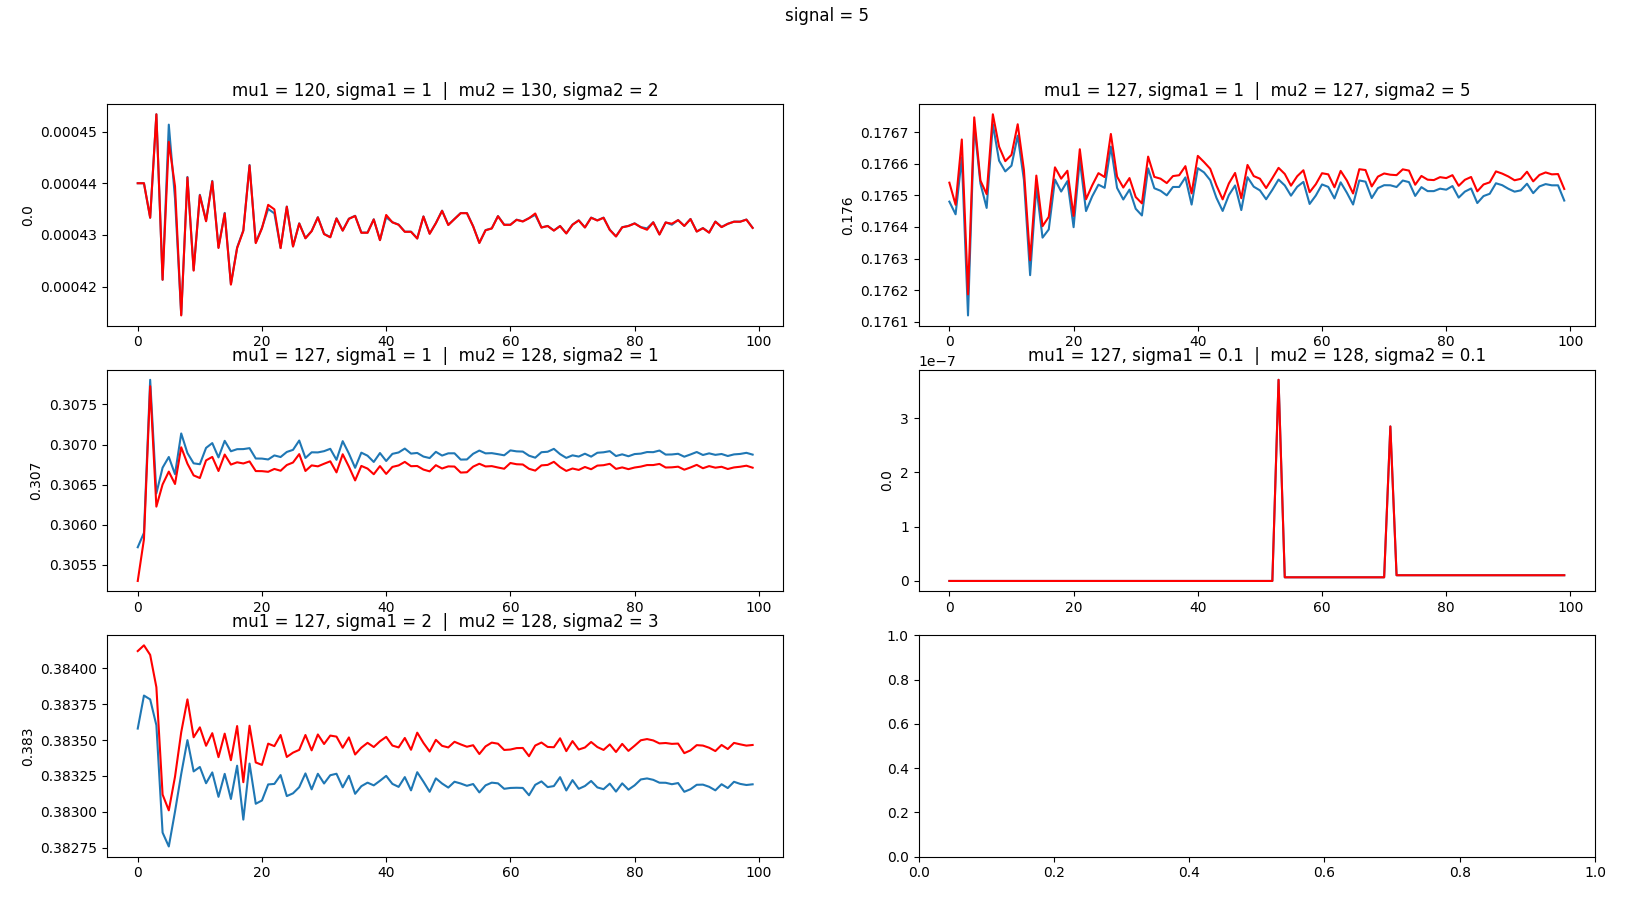 signal = 5
mu1 = 120, sigma1 = 1 | mu2 = 130, sigma2 = 2
0.0
0.00045
0.00044
0.00043
0.00042
0 20 40 60 80 100
mu1 = 127, sigma1 = 1 | mu2 = 127, sigma2 = 5
0.176
0.1767
0.1766
0.1765
0.1764
0.1763
0.1762
0.1761
0 20 40 60 80 100
mu1 = 127, sigma1 = 1 | mu2 = 128, sigma2 = 1
0.307
0.3075
0.3070
0.3065
0.3060
0.3055
0 20 40 60 80 100
mu1 = 127, sigma1 = 0.1 | mu2 = 128, sigma2 = 0.1
1e−7
0.0
3
2
1
0
0 20 40 60 80 100
mu1 = 127, sigma1 = 2 | mu2 = 128, sigma2 = 3
0.383
0.38400
0.38375
0.38350
0.38325
0.38300
0.38275
0 20 40 60 80 100
1.0
0.8
0.6
0.4
0.2
0.0
0.0 0.2 0.4 0.6 0.8 1.0